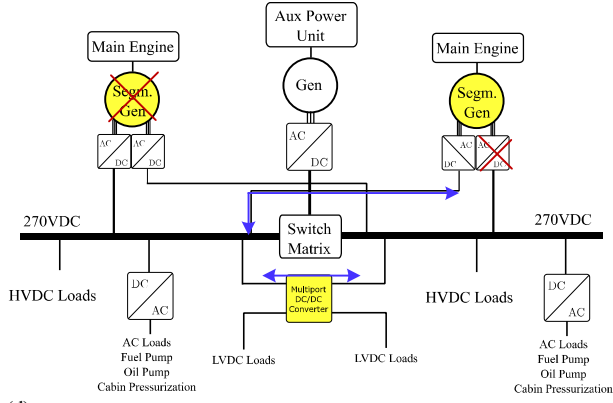 Main Engine
Aux Power
Unit
Main Engine
Segm.
Gen
Gen
Segm.
Gen
AC
DC
AC
DC
AC
DC
AC
DC
AC
DC
270VDC
Switch
Matrix
270VDC
HVDC Loads
DC
AC
Multiport
DC/DC
Converter
HVDC Loads
DC
AC
AC Loads
Fuel Pump
Oil Pump
Cabin Pressurization
LVDC Loads
LVDC Loads
AC Loads
Fuel Pump
Oil Pump
Cabin Pressurization